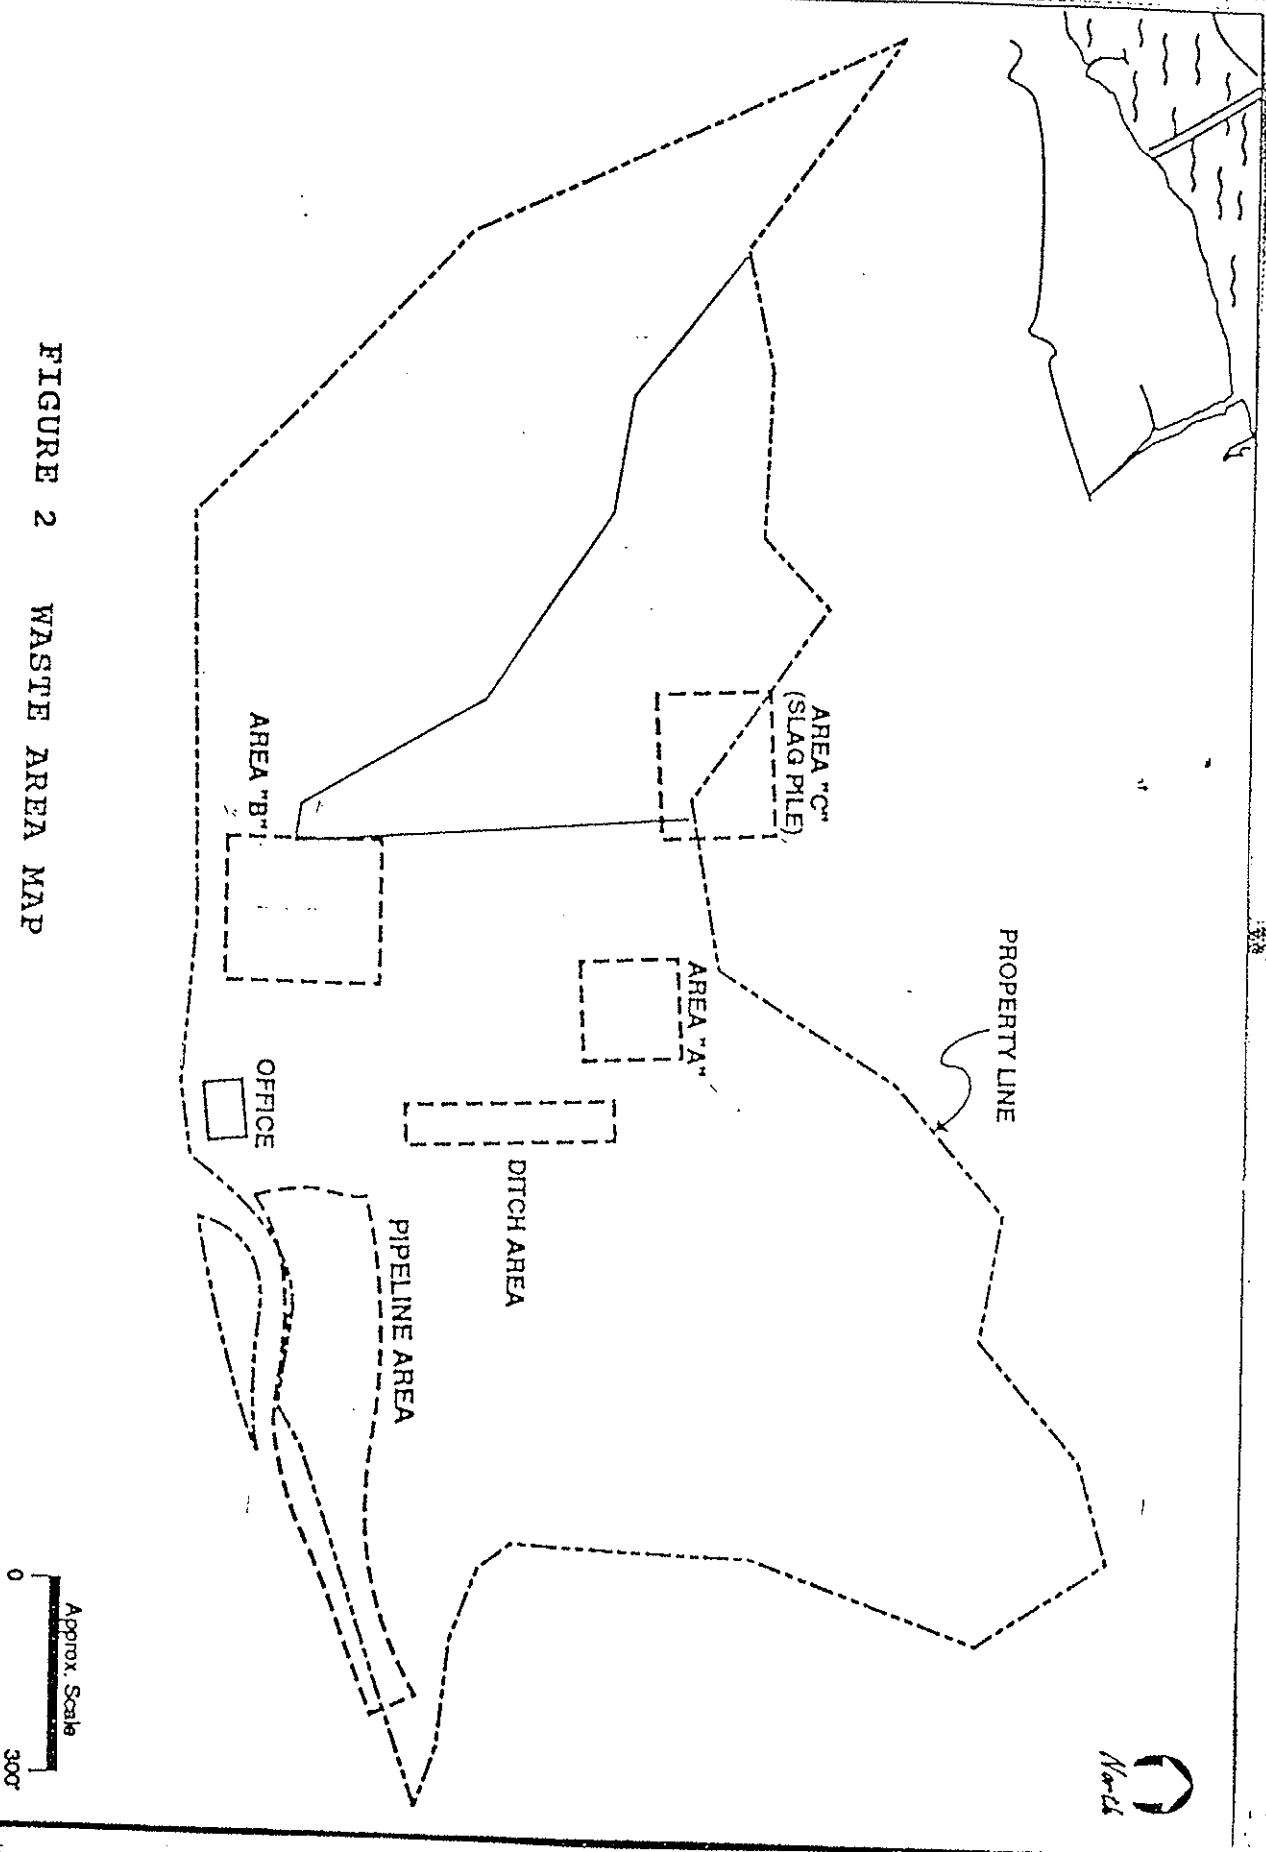 PROPERTY LINE
AREA "C"
(SLAG PILE)
AREA "A"
DITCH AREA
PIPELINE AREA
AREA "B"
OFFICE
North
Approx. Scale
0 300'
FIGURE 2 WASTE AREA MAP